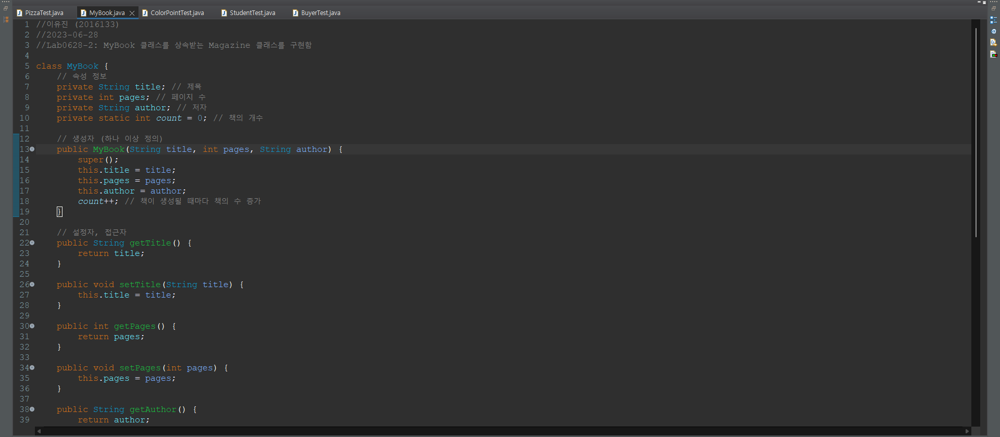 PizzaTest.java MyBook.java ColorPointTest.java StudentTest.java BuyerTest.java
1 //이유진 (2016133)
2 //2023-06-28
3 //Lab0628-2: MyBook 클래스를 상속받는 Magazine 클래스를 구현함
4
5 class MyBook {
6 // 속성 정보
7 private String title; // 제목
8 private int pages; // 페이지 수
9 private String author; // 저자
10 private static int count = 0; // 책의 개수
11
12 // 생성자 (하나 이상 정의)
13 public MyBook(String title, int pages, String author) {
14 super();
15 this.title = title;
16 this.pages = pages;
17 this.author = author;
18 count++; // 책이 생성될 때마다 책의 수 증가
19 }
20
21 // 설정자, 접근자
22 public String getTitle() {
23 return title;
24 }
25
26 public void setTitle(String title) {
27 this.title = title;
28 }
29
30 public int getPages() {
31 return pages;
32 }
33
34 public void setPages(int pages) {
35 this.pages = pages;
36 }
37
38 public String getAuthor() {
39 return author;